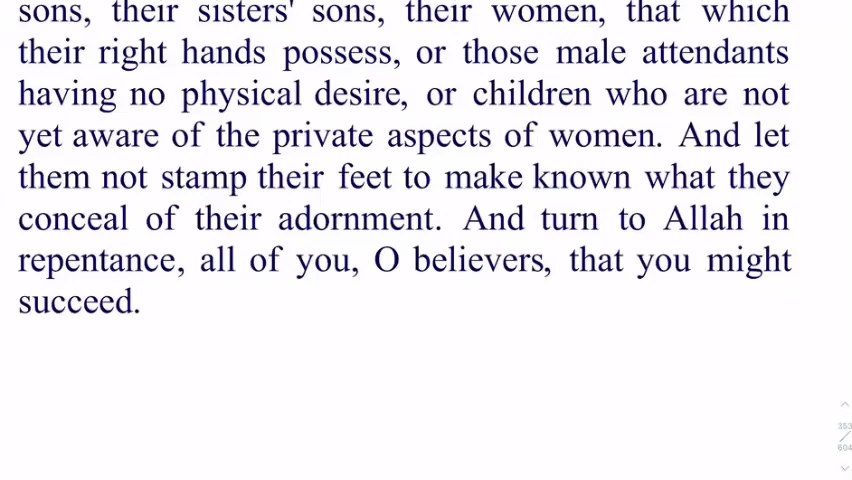 sons, their sisters' sons, their women, that which
their right hands possess, or those male attendants
having no physical desire, or children who are not
yet aware of the private aspects of women. And let
them not stamp their feet to make known what they
conceal of their adornment. And turn to Allah in
repentance, all of you, O believers, that you might
succeed.
353
/
604